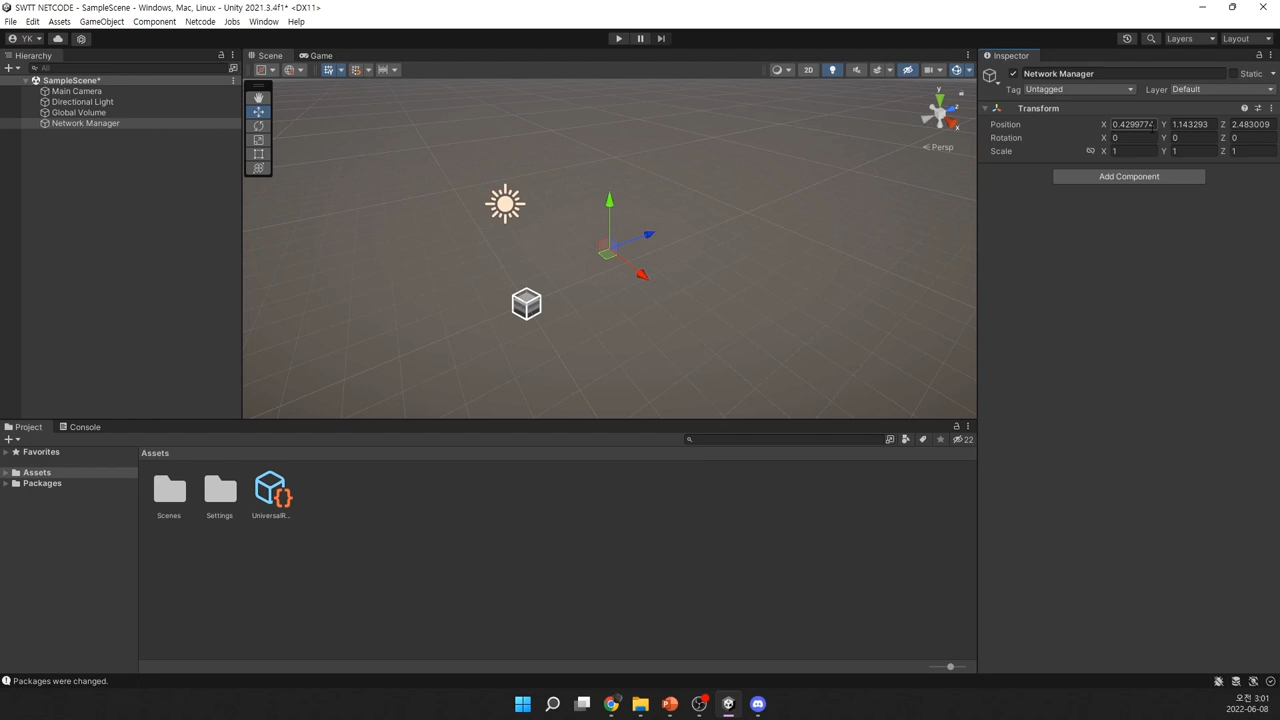 SWTT NETCODE - SampleScene - Windows, Mac, Linux - Unity 2021.3.4f1* <DX11>
File Edit Assets GameObject Component Netcode Jobs Window Help
YK Layers Layout
Hierarchy
All
SampleScene*
Main Camera
Directional Light
Global Volume
Network Manager
Scene Game
2D
y
z
x
Persp
Inspector
Network Manager Static
Tag Untagged Layer Default
Transform
Position X 0.4299774 Y 1.143293 Z 2.483009
Rotation X 0 Y 0 Z 0
Scale X 1 Y 1 Z 1
Add Component
Project Console
22
Favorites
Assets
Packages
Assets
Scenes Settings UniversalR...
Packages were changed.
오전 3:01
2022-06-08